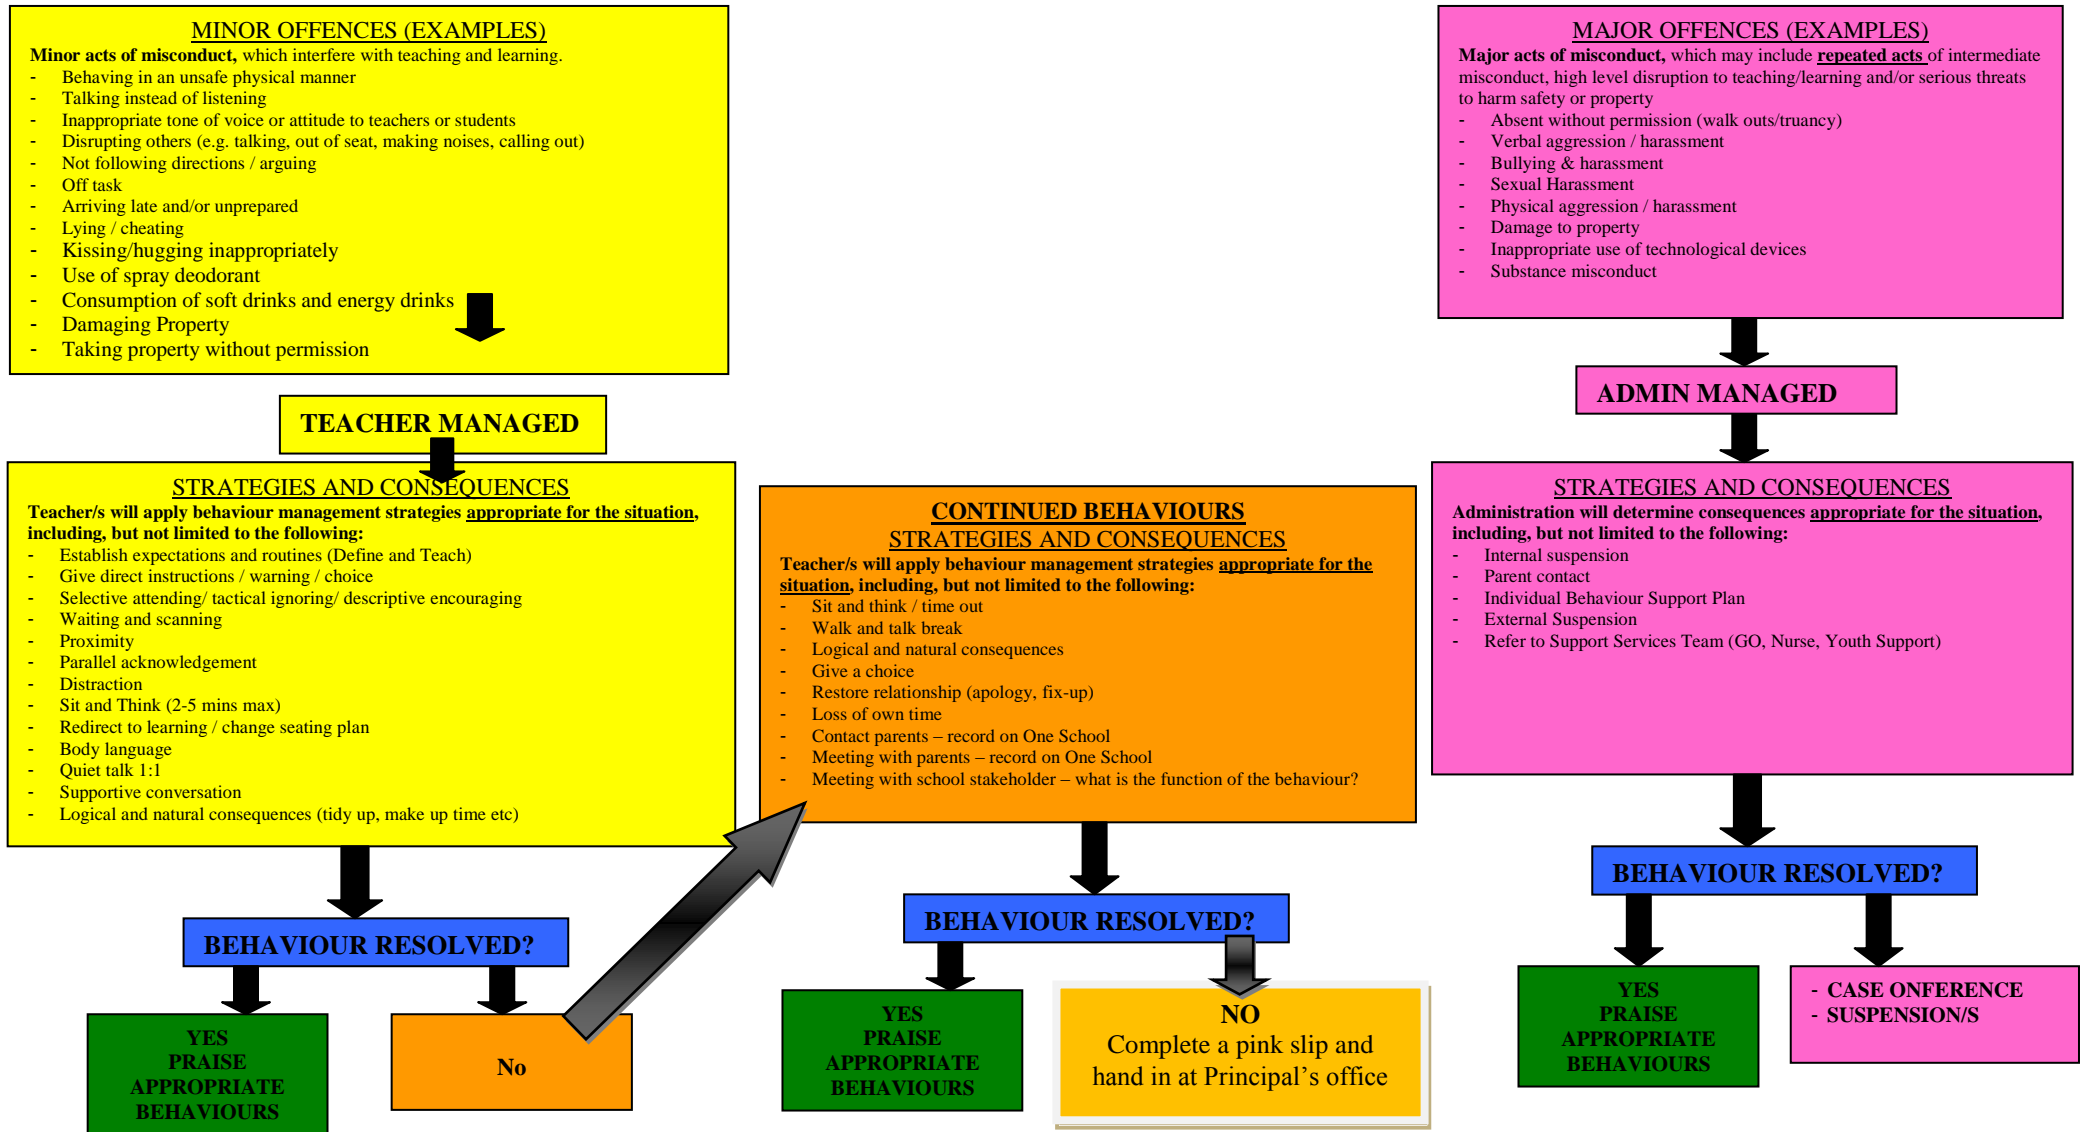 MINOR OFFENCES (EXAMPLES)
Minor acts of misconduct, which interfere with teaching and learning.
- Behaving in an unsafe physical manner
- Talking instead of listening
- Inappropriate tone of voice or attitude to teachers or students
- Disrupting others (e.g. talking, out of seat, making noises, calling out)
- Not following directions / arguing
- Off task
- Arriving late and/or unprepared
- Lying / cheating
- Kissing/hugging inappropriately
- Use of spray deodorant
- Consumption of soft drinks and energy drinks
- Damaging Property
- Taking property without permission
TEACHER MANAGED
STRATEGIES AND CONSEQUENCES
Teacher/s will apply behaviour management strategies appropriate for the situation,
including, but not limited to the following:
- Establish expectations and routines (Define and Teach)
- Give direct instructions / warning / choice
- Selective attending/ tactical ignoring/ descriptive encouraging
- Waiting and scanning
- Proximity
- Parallel acknowledgement
- Distraction
- Sit and Think (2-5 mins max)
- Redirect to learning / change seating plan
- Body language
- Quiet talk 1:1
- Supportive conversation
- Logical and natural consequences (tidy up, make up time etc)
BEHAVIOUR RESOLVED?
YES
PRAISE
APPROPRIATE
BEHAVIOURS
No
CONTINUED BEHAVIOURS
STRATEGIES AND CONSEQUENCES
Teacher/s will apply behaviour management strategies appropriate for the
situation, including, but not limited to the following:
- Sit and think / time out
- Walk and talk break
- Logical and natural consequences
- Give a choice
- Restore relationship (apology, fix-up)
- Loss of own time
- Contact parents – record on One School
- Meeting with parents – record on One School
- Meeting with school stakeholder – what is the function of the behaviour?
BEHAVIOUR RESOLVED?
YES
PRAISE
APPROPRIATE
BEHAVIOURS
NO
Complete a pink slip and
hand in at Principal's office
MAJOR OFFENCES (EXAMPLES)
Major acts of misconduct, which may include repeated acts of intermediate
misconduct, high level disruption to teaching/learning and/or serious threats
to harm safety or property
- Absent without permission (walk outs/truancy)
- Verbal aggression / harassment
- Bullying & harassment
- Sexual Harassment
- Physical aggression / harassment
- Damage to property
- Inappropriate use of technological devices
- Substance misconduct
ADMIN MANAGED
STRATEGIES AND CONSEQUENCES
Administration will determine consequences appropriate for the situation,
including, but not limited to the following:
- Internal suspension
- Parent contact
- Individual Behaviour Support Plan
- External Suspension
- Refer to Support Services Team (GO, Nurse, Youth Support)
BEHAVIOUR RESOLVED?
YES
PRAISE
APPROPRIATE
BEHAVIOURS
- CASE ONFERENCE
- SUSPENSION/S